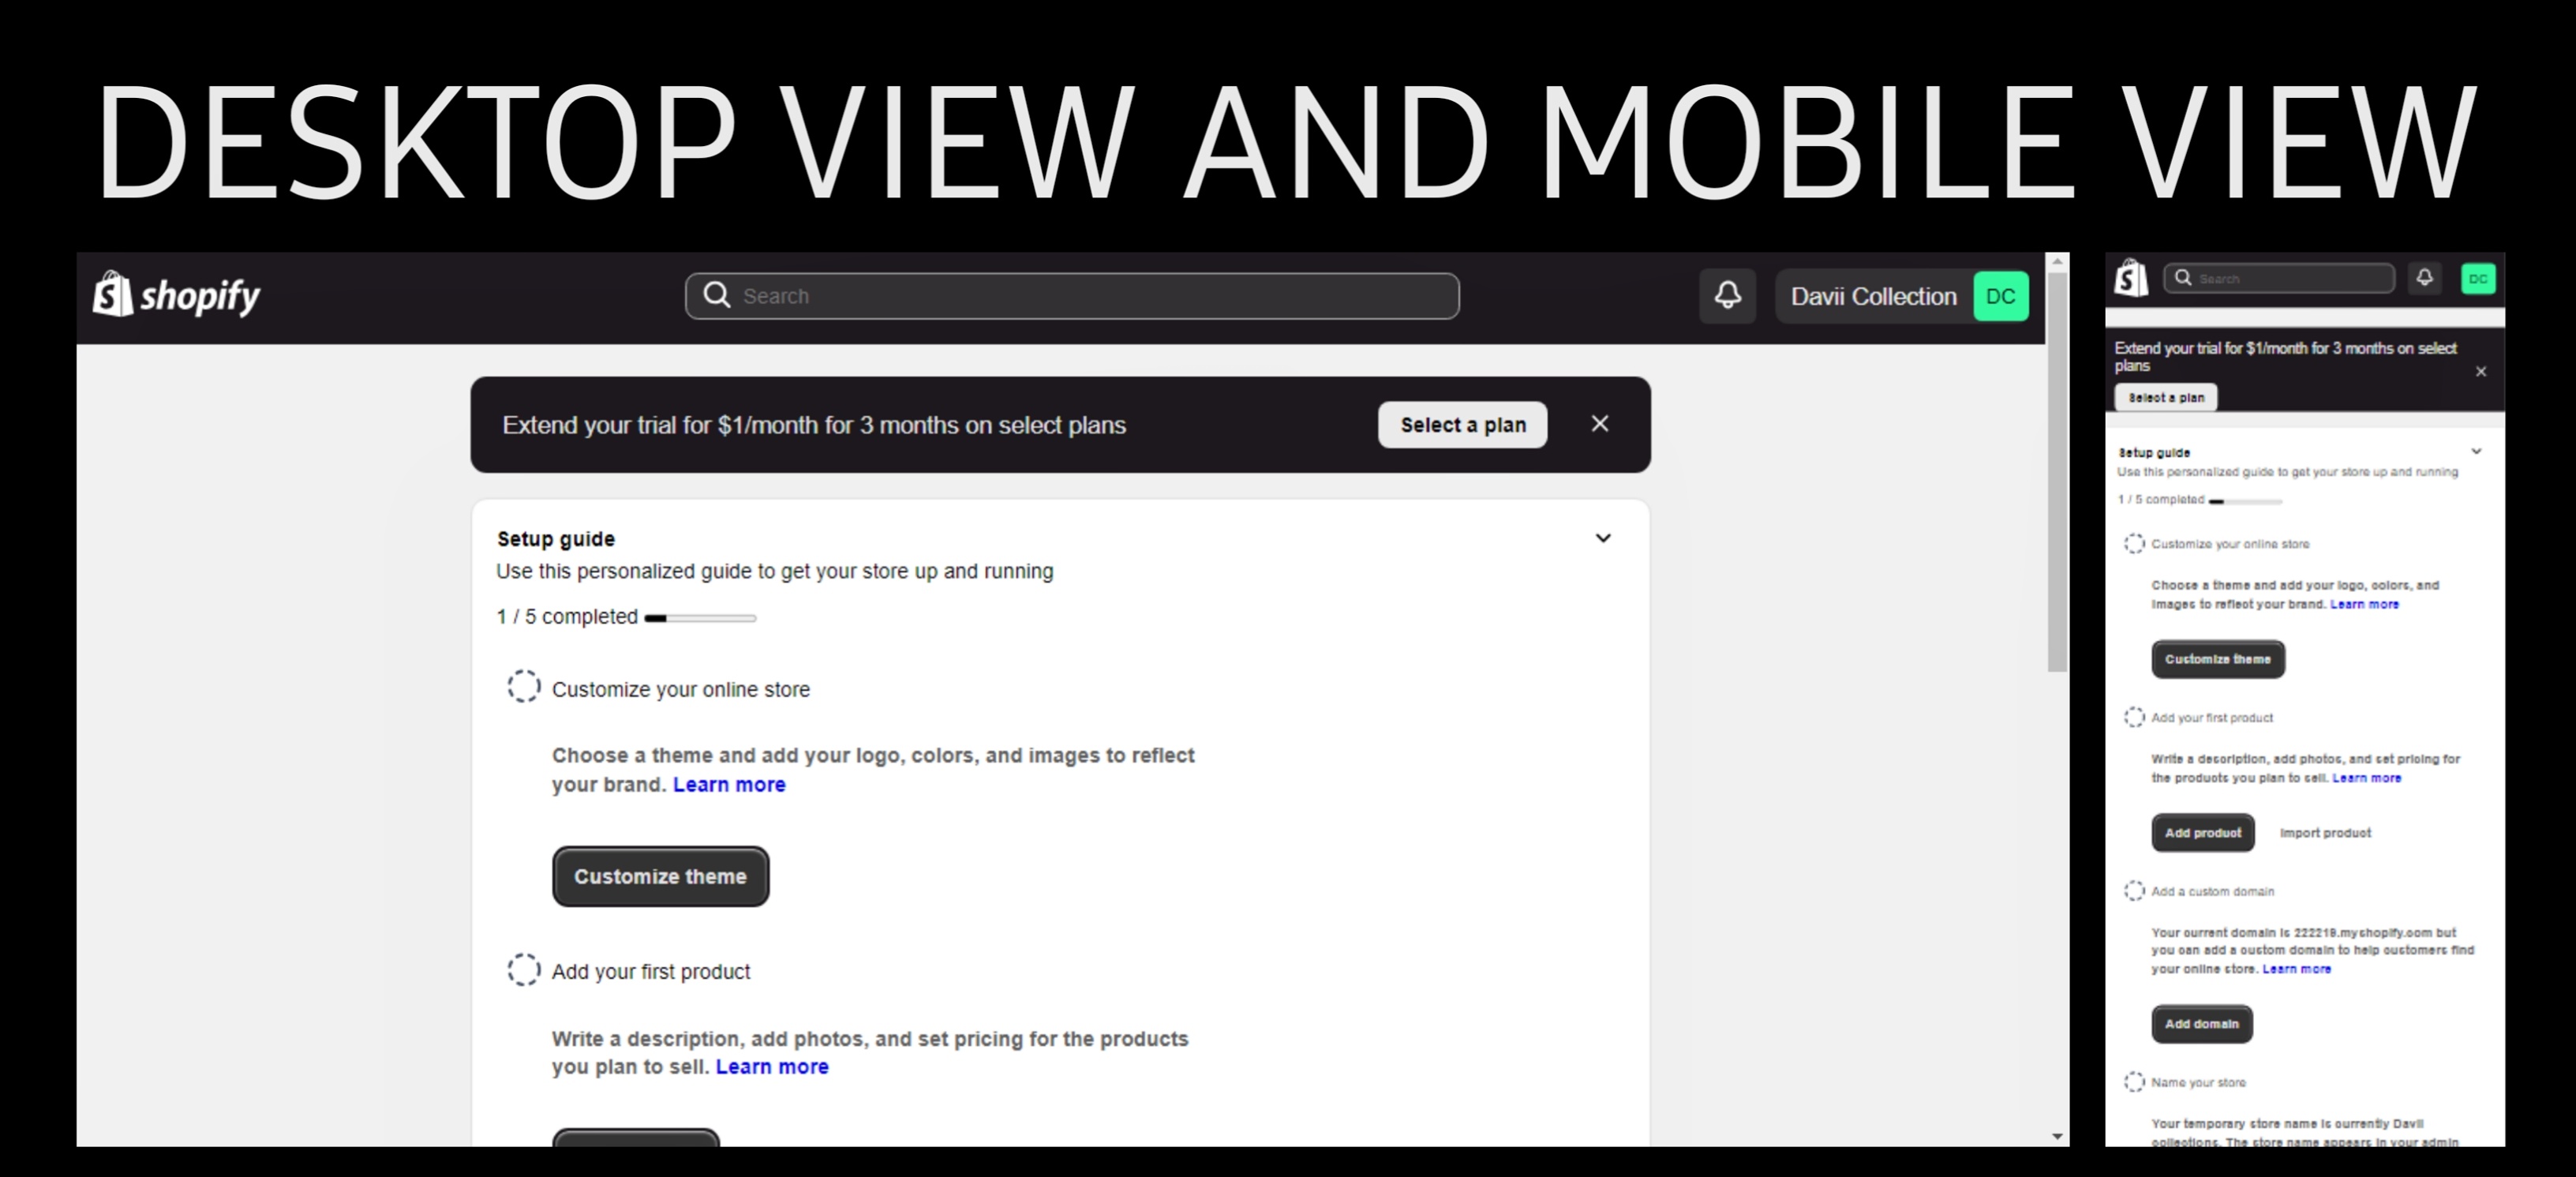 DESKTOP VIEW AND MOBILE VIEW
shopify
Search
Davii Collection
DC
Extend your trial for $1/month for 3 months on select plans
Select a plan
Setup guide
Use this personalized guide to get your store up and running
1 / 5 completed
Customize your online store
Choose a theme and add your logo, colors, and images to reflect
your brand. Learn more
Customize theme
Add your first product
Write a description, add photos, and set pricing for the products
you plan to sell. Learn more
Search
DC
Extend your trial for $1/month for 3 months on select
plans
Select a plan
Setup guide
Use this personalized guide to get your store up and running
1 / 5 completed
Customize your online store
Choose a theme and add your logo, colors, and
images to reflect your brand. Learn more
Customize theme
Add your first product
Write a description, add photos, and set pricing for
the products you plan to sell. Learn more
Add product
Import product
Add a custom domain
Your current domain is 222219.myshopify.com but
you can add a custom domain to help customers find
your online store. Learn more
Add domain
Name your store
Your temporary store name is currently Davii
collections. The store name appears in your admin